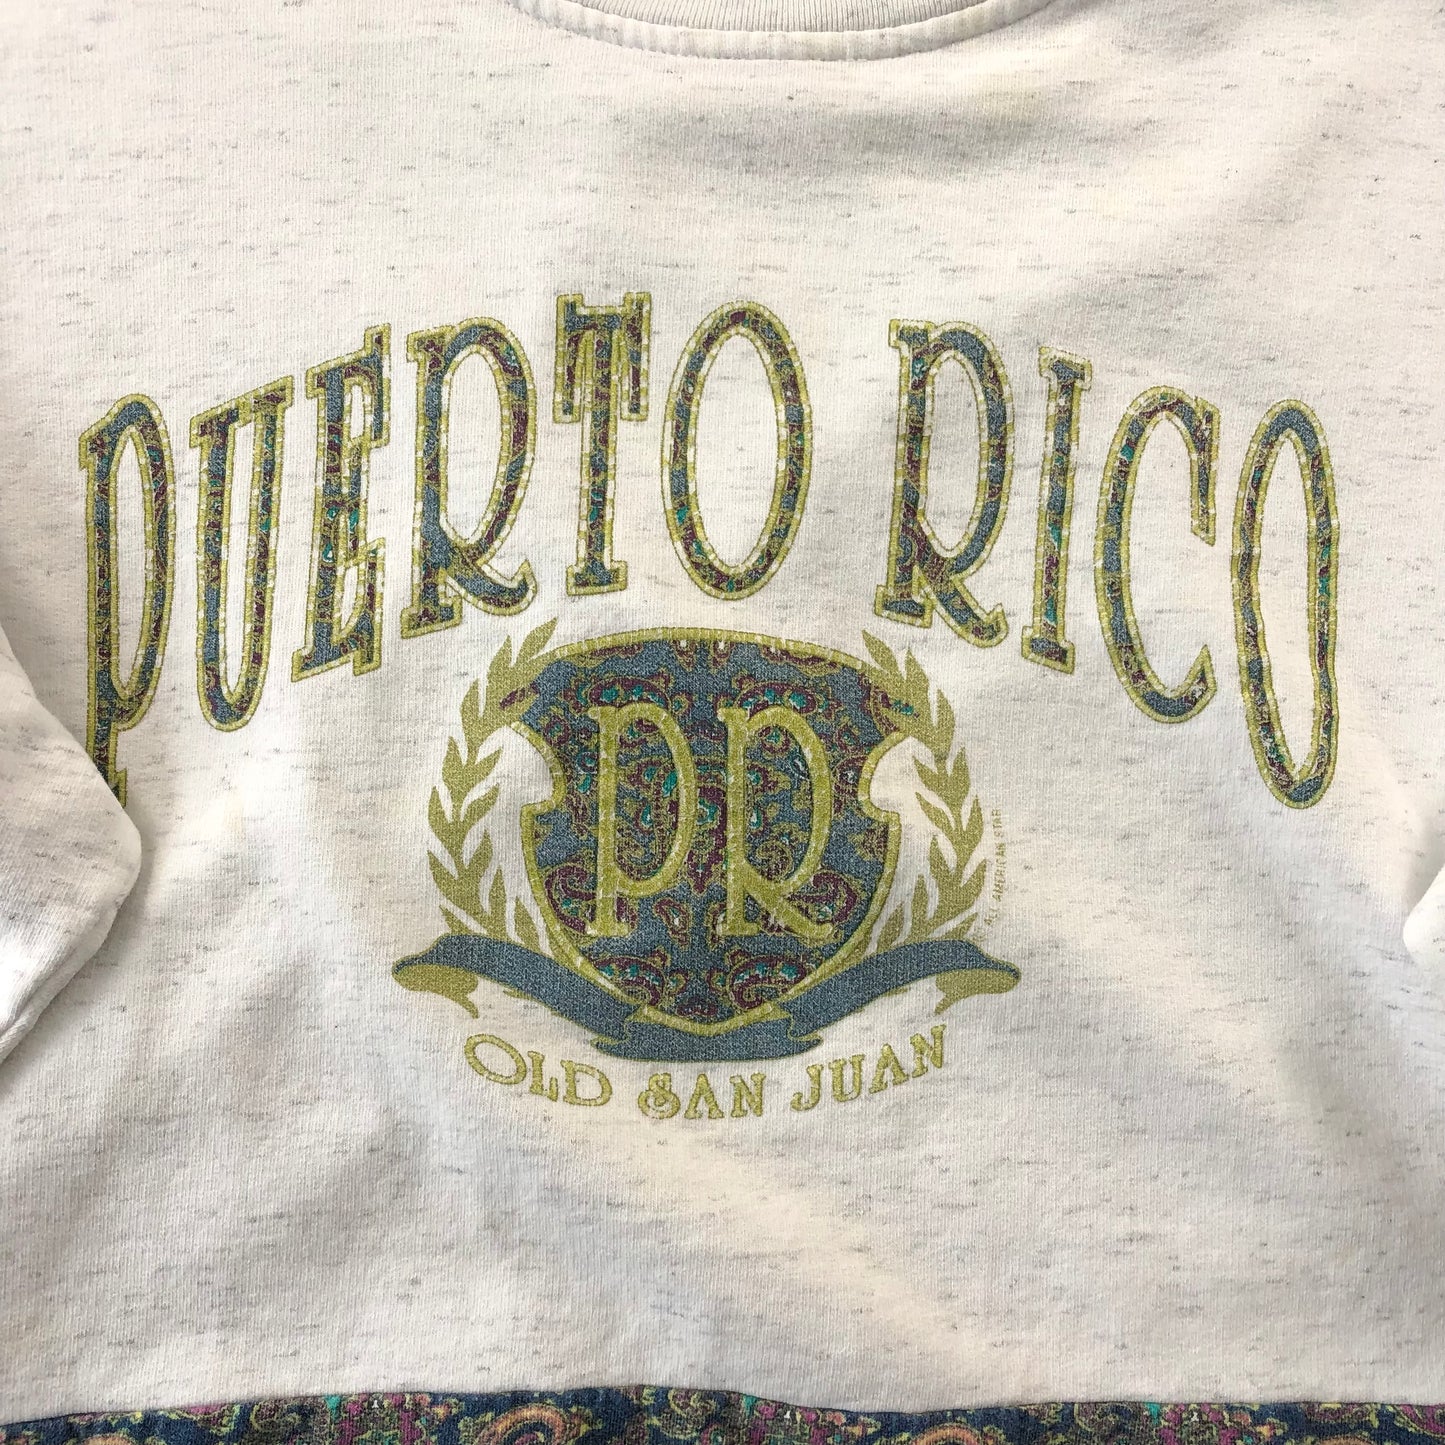 PUERTO RICO
PR
ALL AMERICAN STAR
OLD SAN JUAN